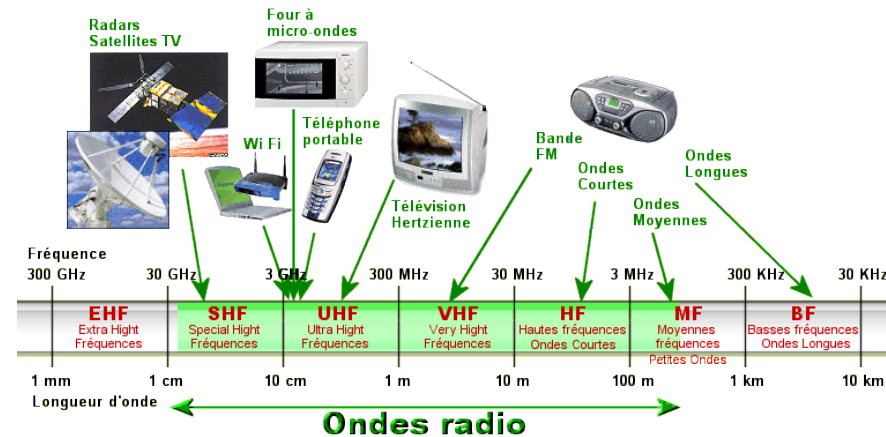 Radars
Satellites TV
Four à
micro-ondes
Wi Fi
Téléphone
portable
Télévision
Hertzienne
Bande
FM
Ondes
Courtes
Ondes
Moyennes
Ondes
Longues
Fréquence
300 GHz 30 GHz 3 GHz 300 MHz 30 MHz 3 MHz 300 KHz 30 KHz
EHF
Extra Hight
Fréquences
SHF
Special Hight
Fréquences
UHF
Ultra Hight
Fréquences
VHF
Very Hight
Fréquences
HF
Hautes fréquences
Ondes Courtes
MF
Moyennes
fréquences
Petites Ondes
BF
Basses fréquences
Ondes Longues
1 mm 1 cm 10 cm 1 m 10 m 100 m 1 km 10 km
Longueur d'onde
Ondes radio